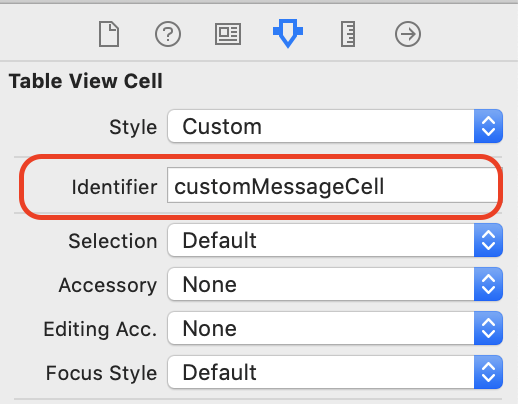 Table View Cell
Style Custom
Identifier customMessageCell
Selection Default
Accessory None
Editing Acc. None
Focus Style Default